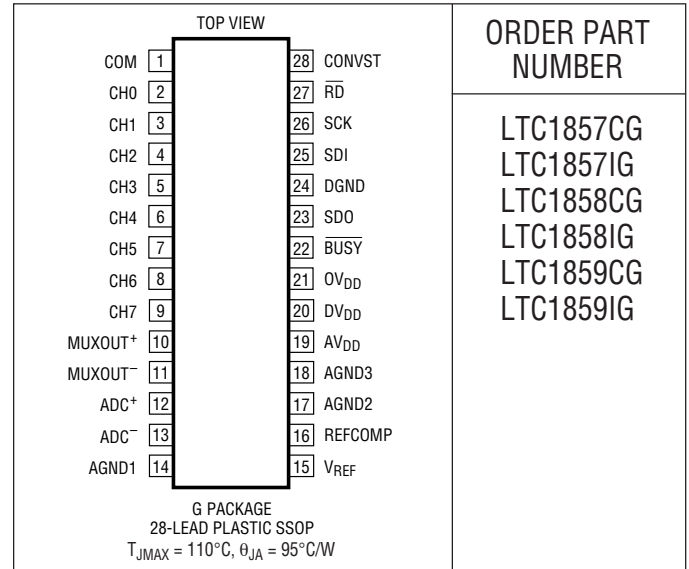 TOP VIEW
COM 1 28 CONVST
CH0 2 27 R̅D̅
CH1 3 26 SCK
CH2 4 25 SDI
CH3 5 24 DGND
CH4 6 23 SDO
CH5 7 22 B̅U̅S̅Y̅
CH6 8 21 OVDD
CH7 9 20 DVDD
MUXOUT⁺ 10 19 AVDD
MUXOUT⁻ 11 18 AGND3
ADC⁺ 12 17 AGND2
ADC⁻ 13 16 REFCOMP
AGND1 14 15 VREF
G PACKAGE
28-LEAD PLASTIC SSOP
TJMAX = 110°C, θJA = 95°C/W
ORDER PART
NUMBER
LTC1857CG
LTC1857IG
LTC1858CG
LTC1858IG
LTC1859CG
LTC1859IG